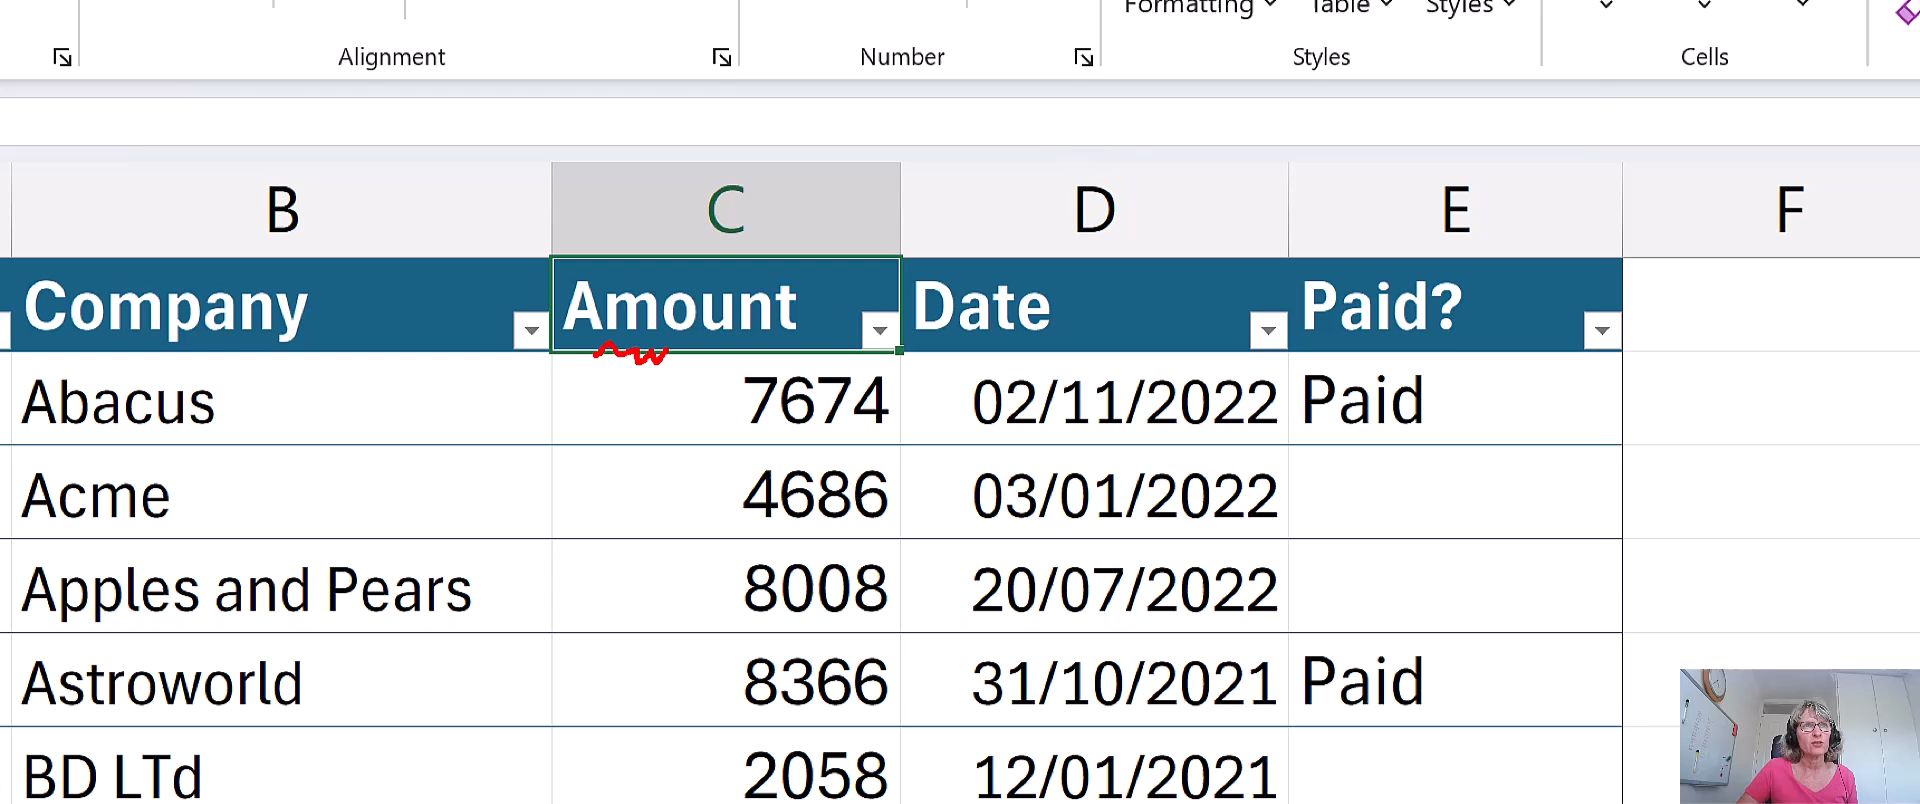 Formatting Table Styles
Alignment Number Styles Cells
B C D E F
Company Amount Date Paid?
Abacus 7674 02/11/2022 Paid
Acme 4686 03/01/2022
Apples and Pears 8008 20/07/2022
Astroworld 8366 31/10/2021 Paid
BD LTd 2058 12/01/2021